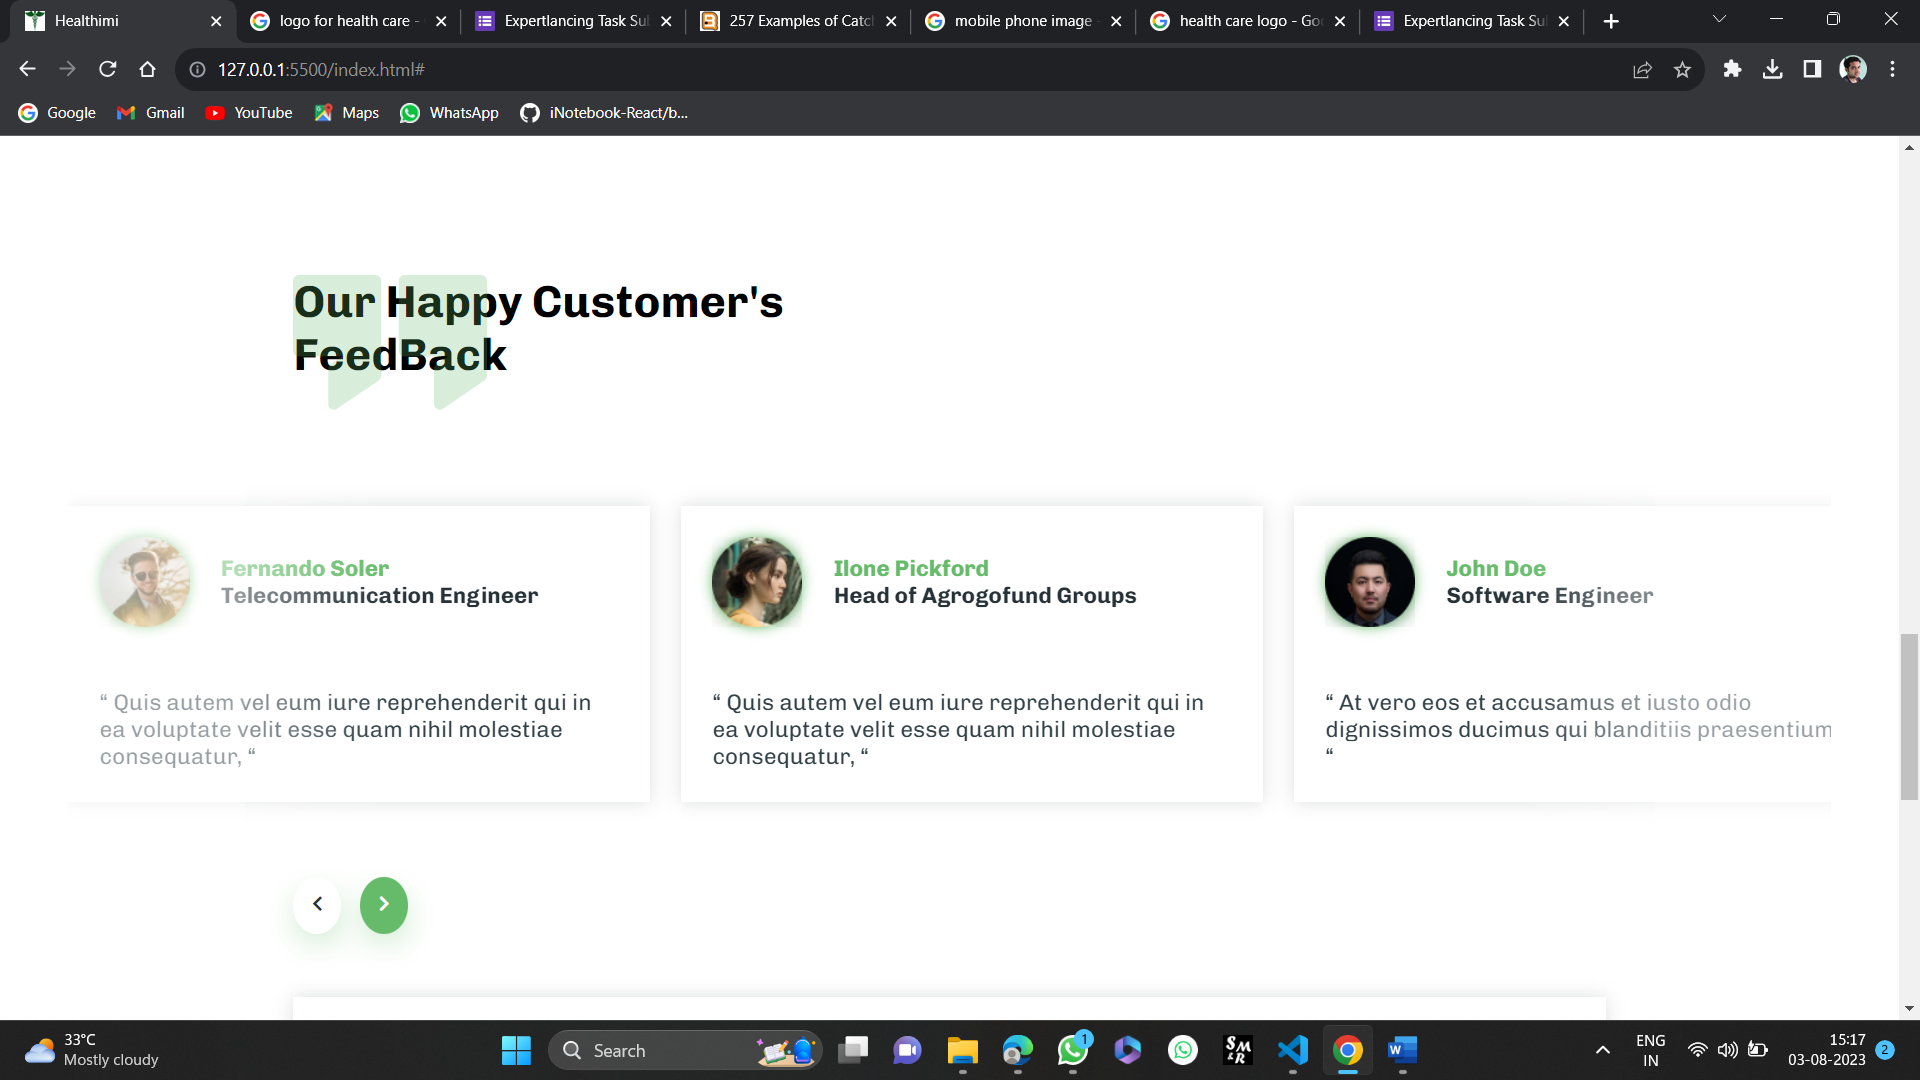 Healthimi
logo for health care -
Expertlancing Task Sul
257 Examples of Catcl
mobile phone image -
health care logo - Goo
Expertlancing Task Sul
127.0.0.1:5500/index.html#
Google
Gmail
YouTube
Maps
WhatsApp
iNotebook-React/b...
Our Happy Customer's
FeedBack
Fernando Soler
Telecommunication Engineer
“ Quis autem vel eum iure reprehenderit qui in
ea voluptate velit esse quam nihil molestiae
consequatur, “
Ilone Pickford
Head of Agrogofund Groups
“ Quis autem vel eum iure reprehenderit qui in
ea voluptate velit esse quam nihil molestiae
consequatur, “
John Doe
Software Engineer
“ At vero eos et accusamus et iusto odio
dignissimos ducimus qui blanditiis praesentium
“
33°C
Mostly cloudy
Search
1
SM
&R
W
ENG
IN
15:17
03-08-2023
2